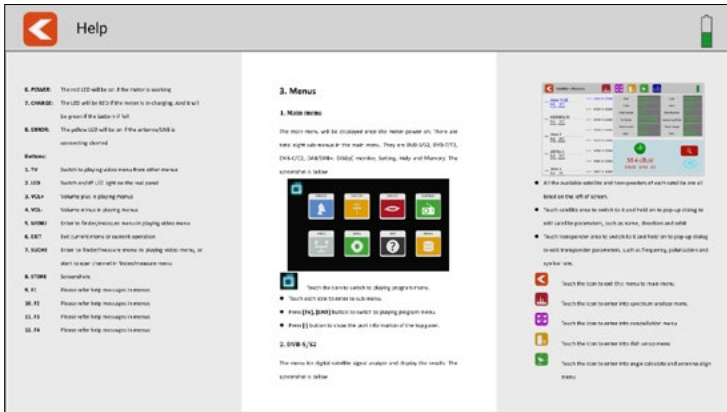 Help
6. POWER: The red LED will be on if the meter is working
7. CHARGE: The LED will be RED if the meter is in charging. And it will
be green if the battery if full
8. ERROR: The yellow LED will be on if the antenna/LNB is
connecting shorted
Buttons:
1. TV Switch to playing video menu from other menus
2. LED Switch on/off LED light on the real panel
3. VOL+ Volume plus in playing menus
4. VOL- Volume minus in playing menus
5. MENU Enter to finder/measure menu in playing video menu
6. EXIT Exit current menu or current operation
7. SUCHE Enter to finder/measure menu in playing video menu, or
start to scan channel in finder/measure menu
8. STORE Screenshots
9. F1 Please refer help messages in menus
10. F2 Please refer help messages in menus
11. F3 Please refer help messages in menus
12. F4 Please refer help messages in menus
3. Menus
1. Main menu
The main menu will be displayed once the meter power on. There are
total eight sub-menus in the main menu. They are DVB-S/S2, DVB-T/T2,
DVB-C/C2, DAB/DAB+, DiSEqC monitor, Setting, Help and Memory. The
screenshot is below
Touch the icon to switch to playing program menu.
Touch each icon to enter to sub-menu.
Press [TV], [EXIT] button to switch to playing program menu.
Press [i] button to show the port information of the top panel.
2. DVB-S/S2
The menu for digital satellite signal analyze and display the results. The
screenshot is below
All the available satellite and transponders of each satellite are all
listed on the left of screen.
Touch satellite area to switch to it and hold on to pop-up dialog to
edit satellite parameters, such as name, direction and orbit
Touch transponder area to switch to it and hold on to pop-up dialog
to edit transponder parameters, such as frequency, polarization and
symbol rate.
Touch the icon to exit this menu to main menu.
Touch the icon to enter into spectrum analyze menu.
Touch the icon to enter into constellation menu
Touch the icon to enter into dish setup menu
Touch the icon to enter into angle calculate and antenna align
menu